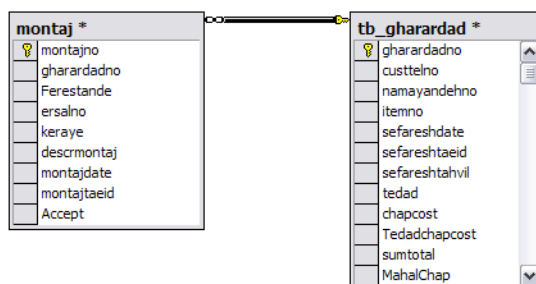 montaj *
montajno
gharardadno
Ferestande
ersalno
keraye
descrmontaj
montajdate
montajtaeid
Accept
tb_gharardad *
gharardadno
custtelno
namayandehno
itemno
sefareshdate
sefareshtaeid
sefareshtahvil
tedad
chapcost
Tedadchapcost
sumtotal
MahalChap